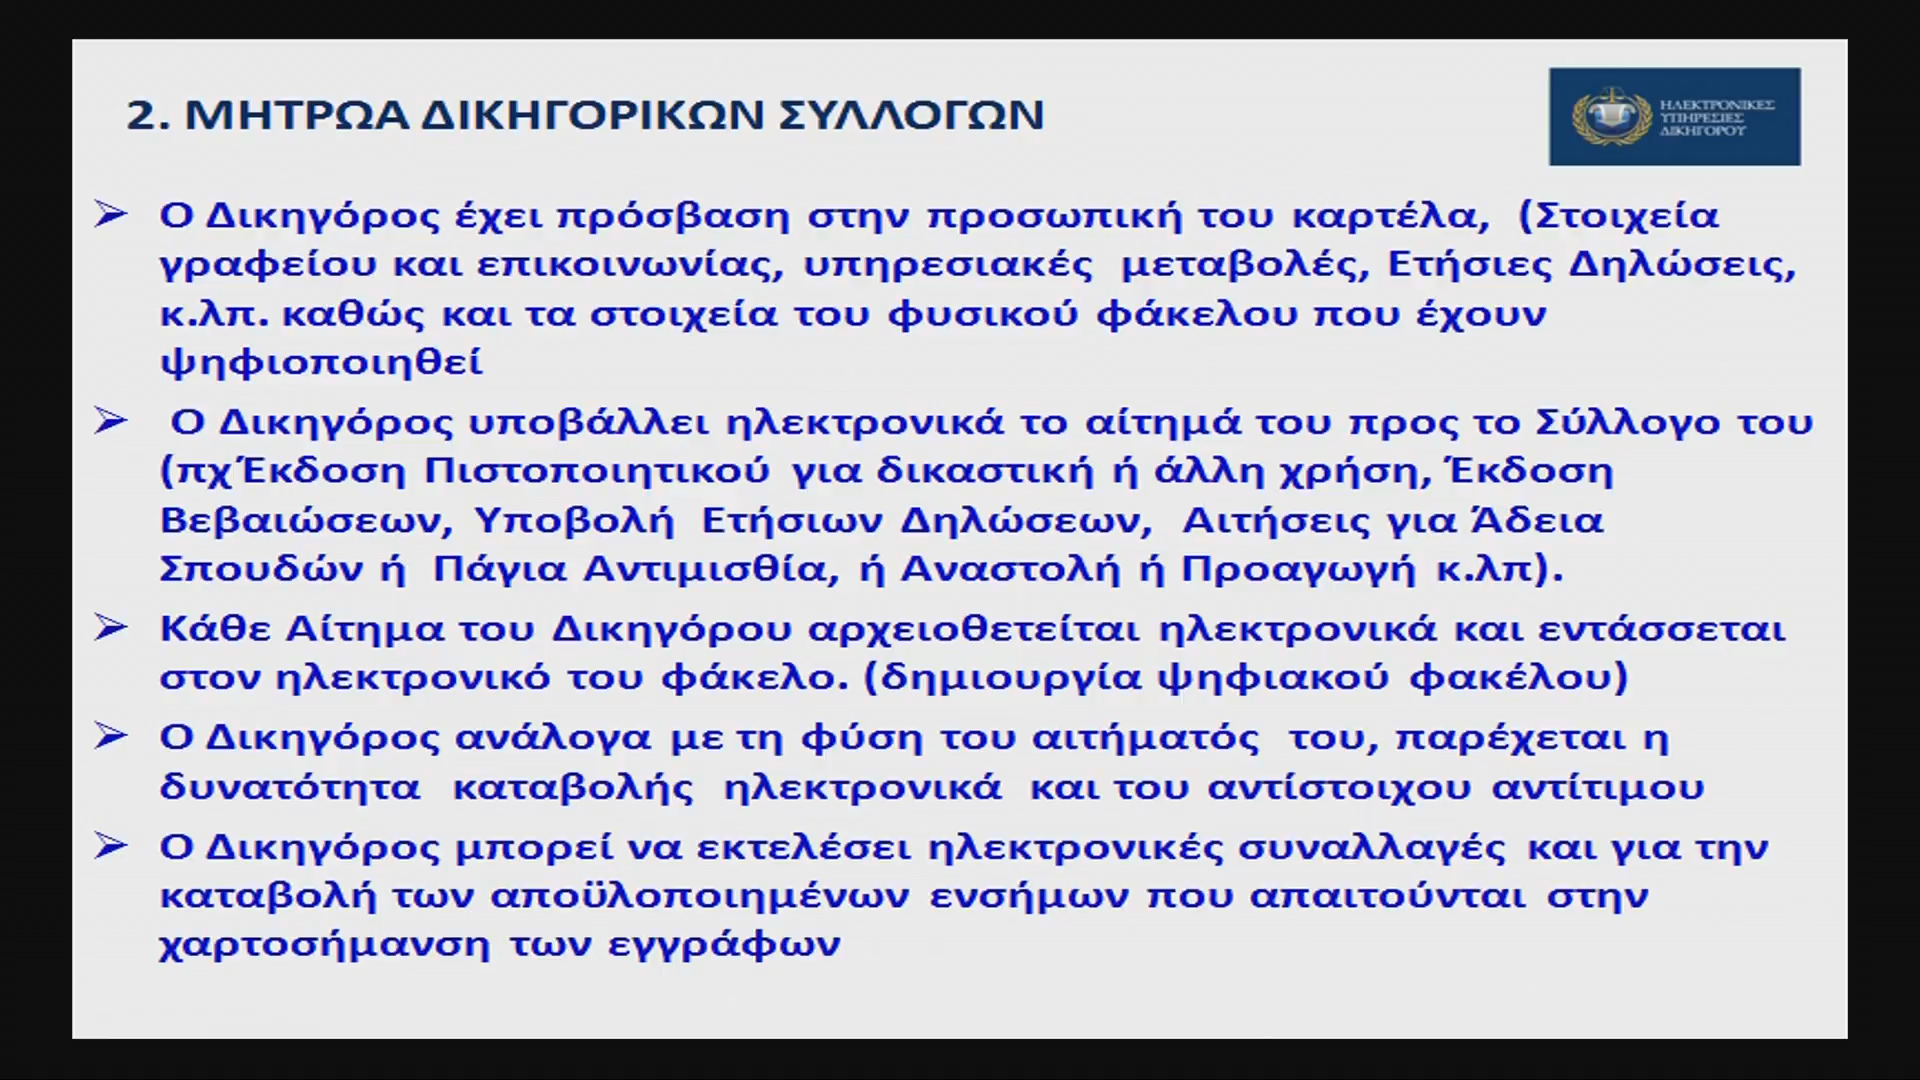 2. ΜΗΤΡΩΑ ΔΙΚΗΓΟΡΙΚΩΝ ΣΥΛΛΟΓΩΝ
ΗΛΕΚΤΡΟΝΙΚΕΣ
ΥΠΗΡΕΣΙΕΣ
ΔΙΚΗΓΟΡΟΥ
➢ Ο Δικηγόρος έχει πρόσβαση στην προσωπική του καρτέλα, (Στοιχεία
γραφείου και επικοινωνίας, υπηρεσιακές μεταβολές, Ετήσιες Δηλώσεις,
κ.λπ. καθώς και τα στοιχεία του φυσικού φάκελου που έχουν
ψηφιοποιηθεί
➢ Ο Δικηγόρος υποβάλλει ηλεκτρονικά το αίτημά του προς το Σύλλογο του
(πχ Έκδοση Πιστοποιητικού για δικαστική ή άλλη χρήση, Έκδοση
Βεβαιώσεων, Υποβολή Ετήσιων Δηλώσεων, Αιτήσεις για Άδεια
Σπουδών ή Πάγια Αντιμισθία, ή Αναστολή ή Προαγωγή κ.λπ).
➢ Κάθε Αίτημα του Δικηγόρου αρχειοθετείται ηλεκτρονικά και εντάσσεται
στον ηλεκτρονικό του φάκελο. (δημιουργία ψηφιακού φακέλου)
➢ Ο Δικηγόρος ανάλογα με τη φύση του αιτήματός του, παρέχεται η
δυνατότητα καταβολής ηλεκτρονικά και του αντίστοιχου αντίτιμου
➢ Ο Δικηγόρος μπορεί να εκτελέσει ηλεκτρονικές συναλλαγές και για την
καταβολή των αποϋλοποιημένων ενσήμων που απαιτούνται στην
χαρτοσήμανση των εγγράφων